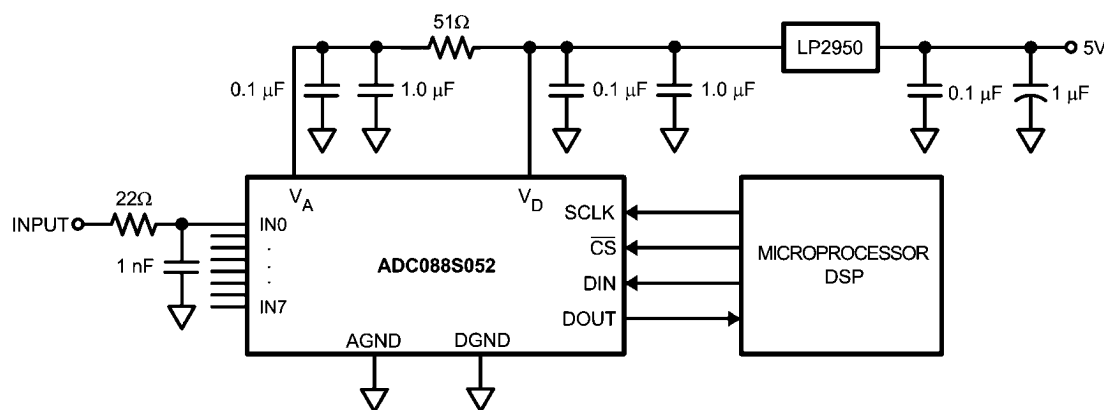 51Ω
LP2950
5V
0.1 µF
1.0 µF
0.1 µF
1.0 µF
0.1 µF
1 µF
22Ω
INPUT
1 nF
V_A
V_D
IN0
.
.
.
IN7
ADC088S052
SCLK
C̅S̅
DIN
DOUT
AGND
DGND
MICROPROCESSOR
DSP